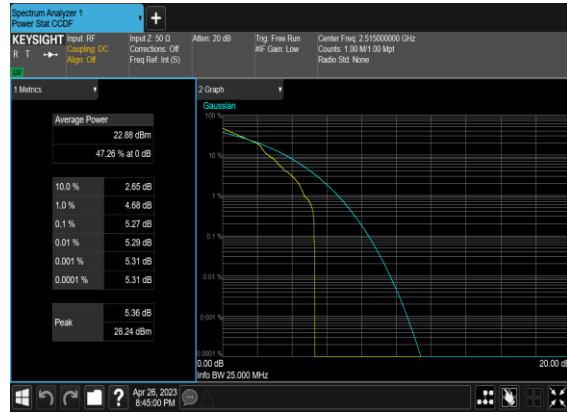 Spectrum Analyzer 1
Power Stat CCDF
+
KEYSIGHT
R T
LXI
Input: RF
Coupling: DC
Align: Off
Input Z: 50 Ω
Corrections: Off
Freq Ref: Int (S)
Atten: 20 dB
Trig: Free Run
#IF Gain: Low
Center Freq: 2.515000000 GHz
Counts: 1.00 M/1.00 Mpt
Radio Std: None
1 Metrics
Average Power
22.88 dBm
47.26 % at 0 dB
10.0 % 2.65 dB
1.0 % 4.68 dB
0.1 % 5.27 dB
0.01 % 5.29 dB
0.001 % 5.31 dB
0.0001 % 5.31 dB
Peak
5.36 dB
28.24 dBm
2 Graph
Gaussian
100 %
10 %
1 %
0.1 %
0.01 %
0.001 %
0.0001 %
0.00 dB
20.00 dB
Info BW 25.000 MHz
?
Apr 26, 2023
8:45:00 PM